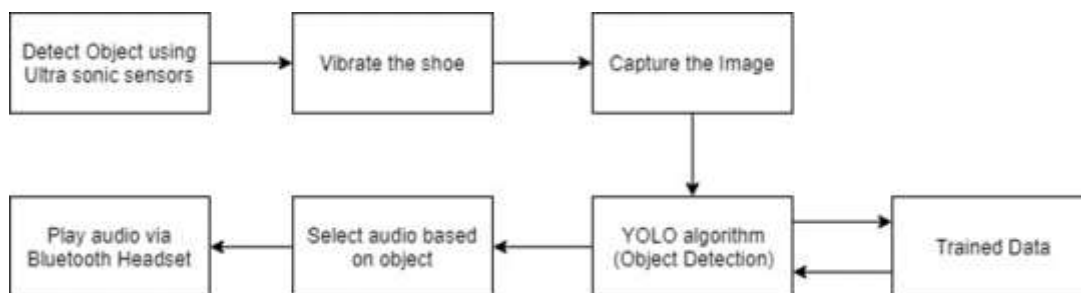 Detect Object using
Ultra sonic sensors
Vibrate the shoe
Capture the Image
Play audio via
Bluetooth Headset
Select audio based
on object
YOLO algorithm
(Object Detection)
Trained Data